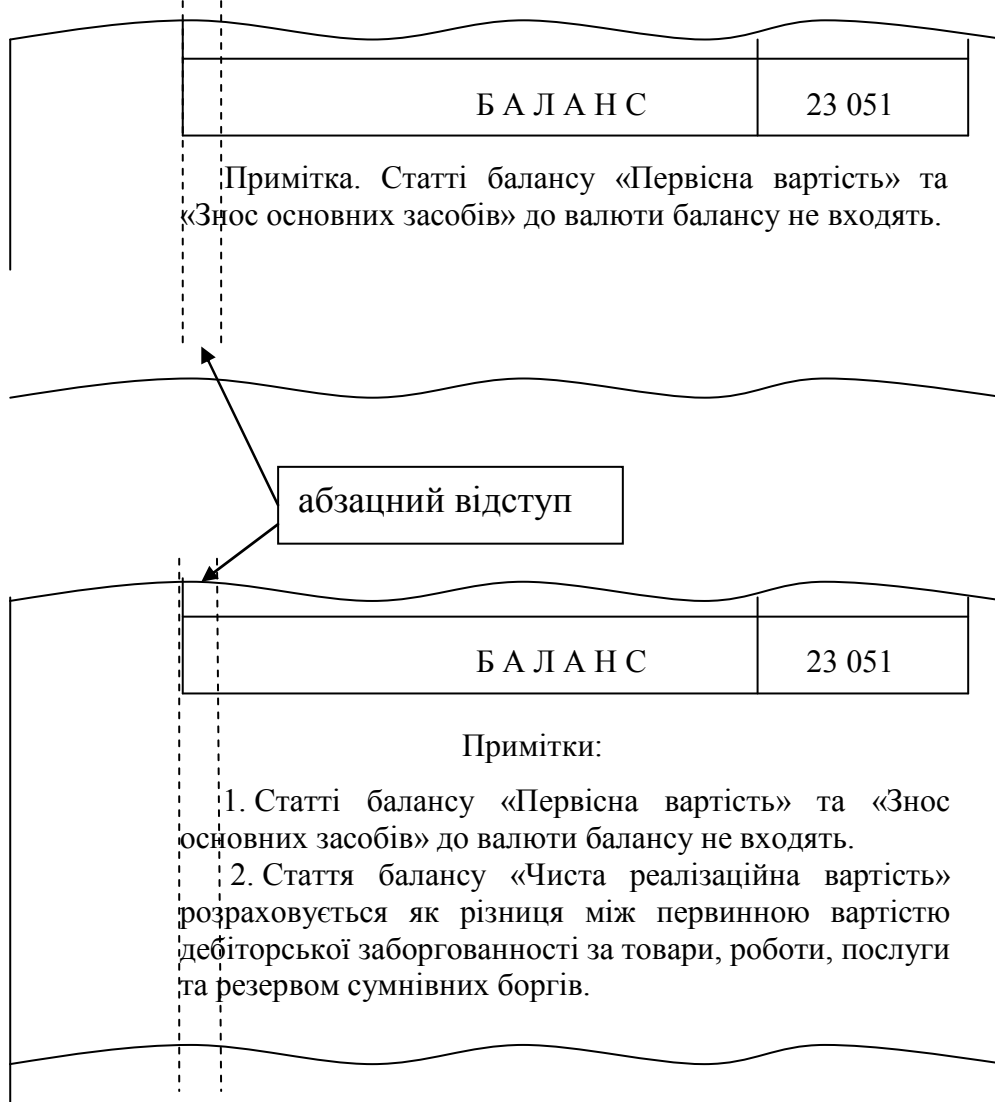 Б А Л А Н С 23 051
Примітка. Статті балансу «Первісна вартість» та
«Знос основних засобів» до валюти балансу не входять.
абзацний відступ
Б А Л А Н С 23 051
Примітки:
1. Статті балансу «Первісна вартість» та «Знос
основних засобів» до валюти балансу не входять.
2. Стаття балансу «Чиста реалізаційна вартість»
розраховується як різниця між первинною вартістю
дебіторської заборгованності за товари, роботи, послуги
та резервом сумнівних боргів.